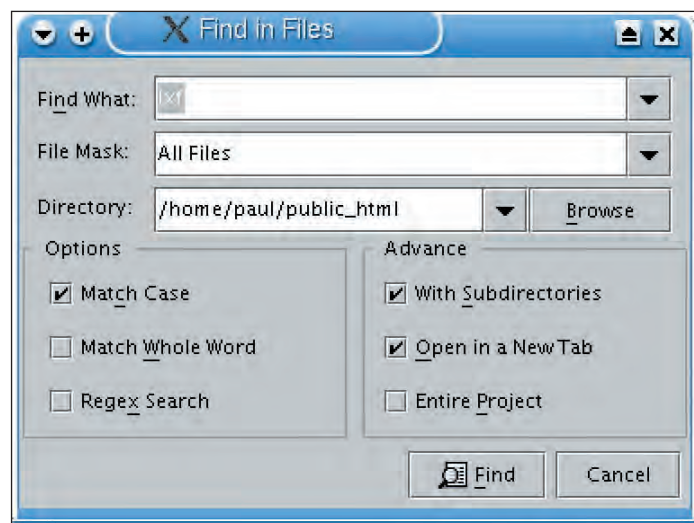 Find in Files
Find What: lxf
File Mask: All Files
Directory: /home/paul/public_html Browse
Options
Match Case
Match Whole Word
Regex Search
Advance
With Subdirectories
Open in a New Tab
Entire Project
Find Cancel